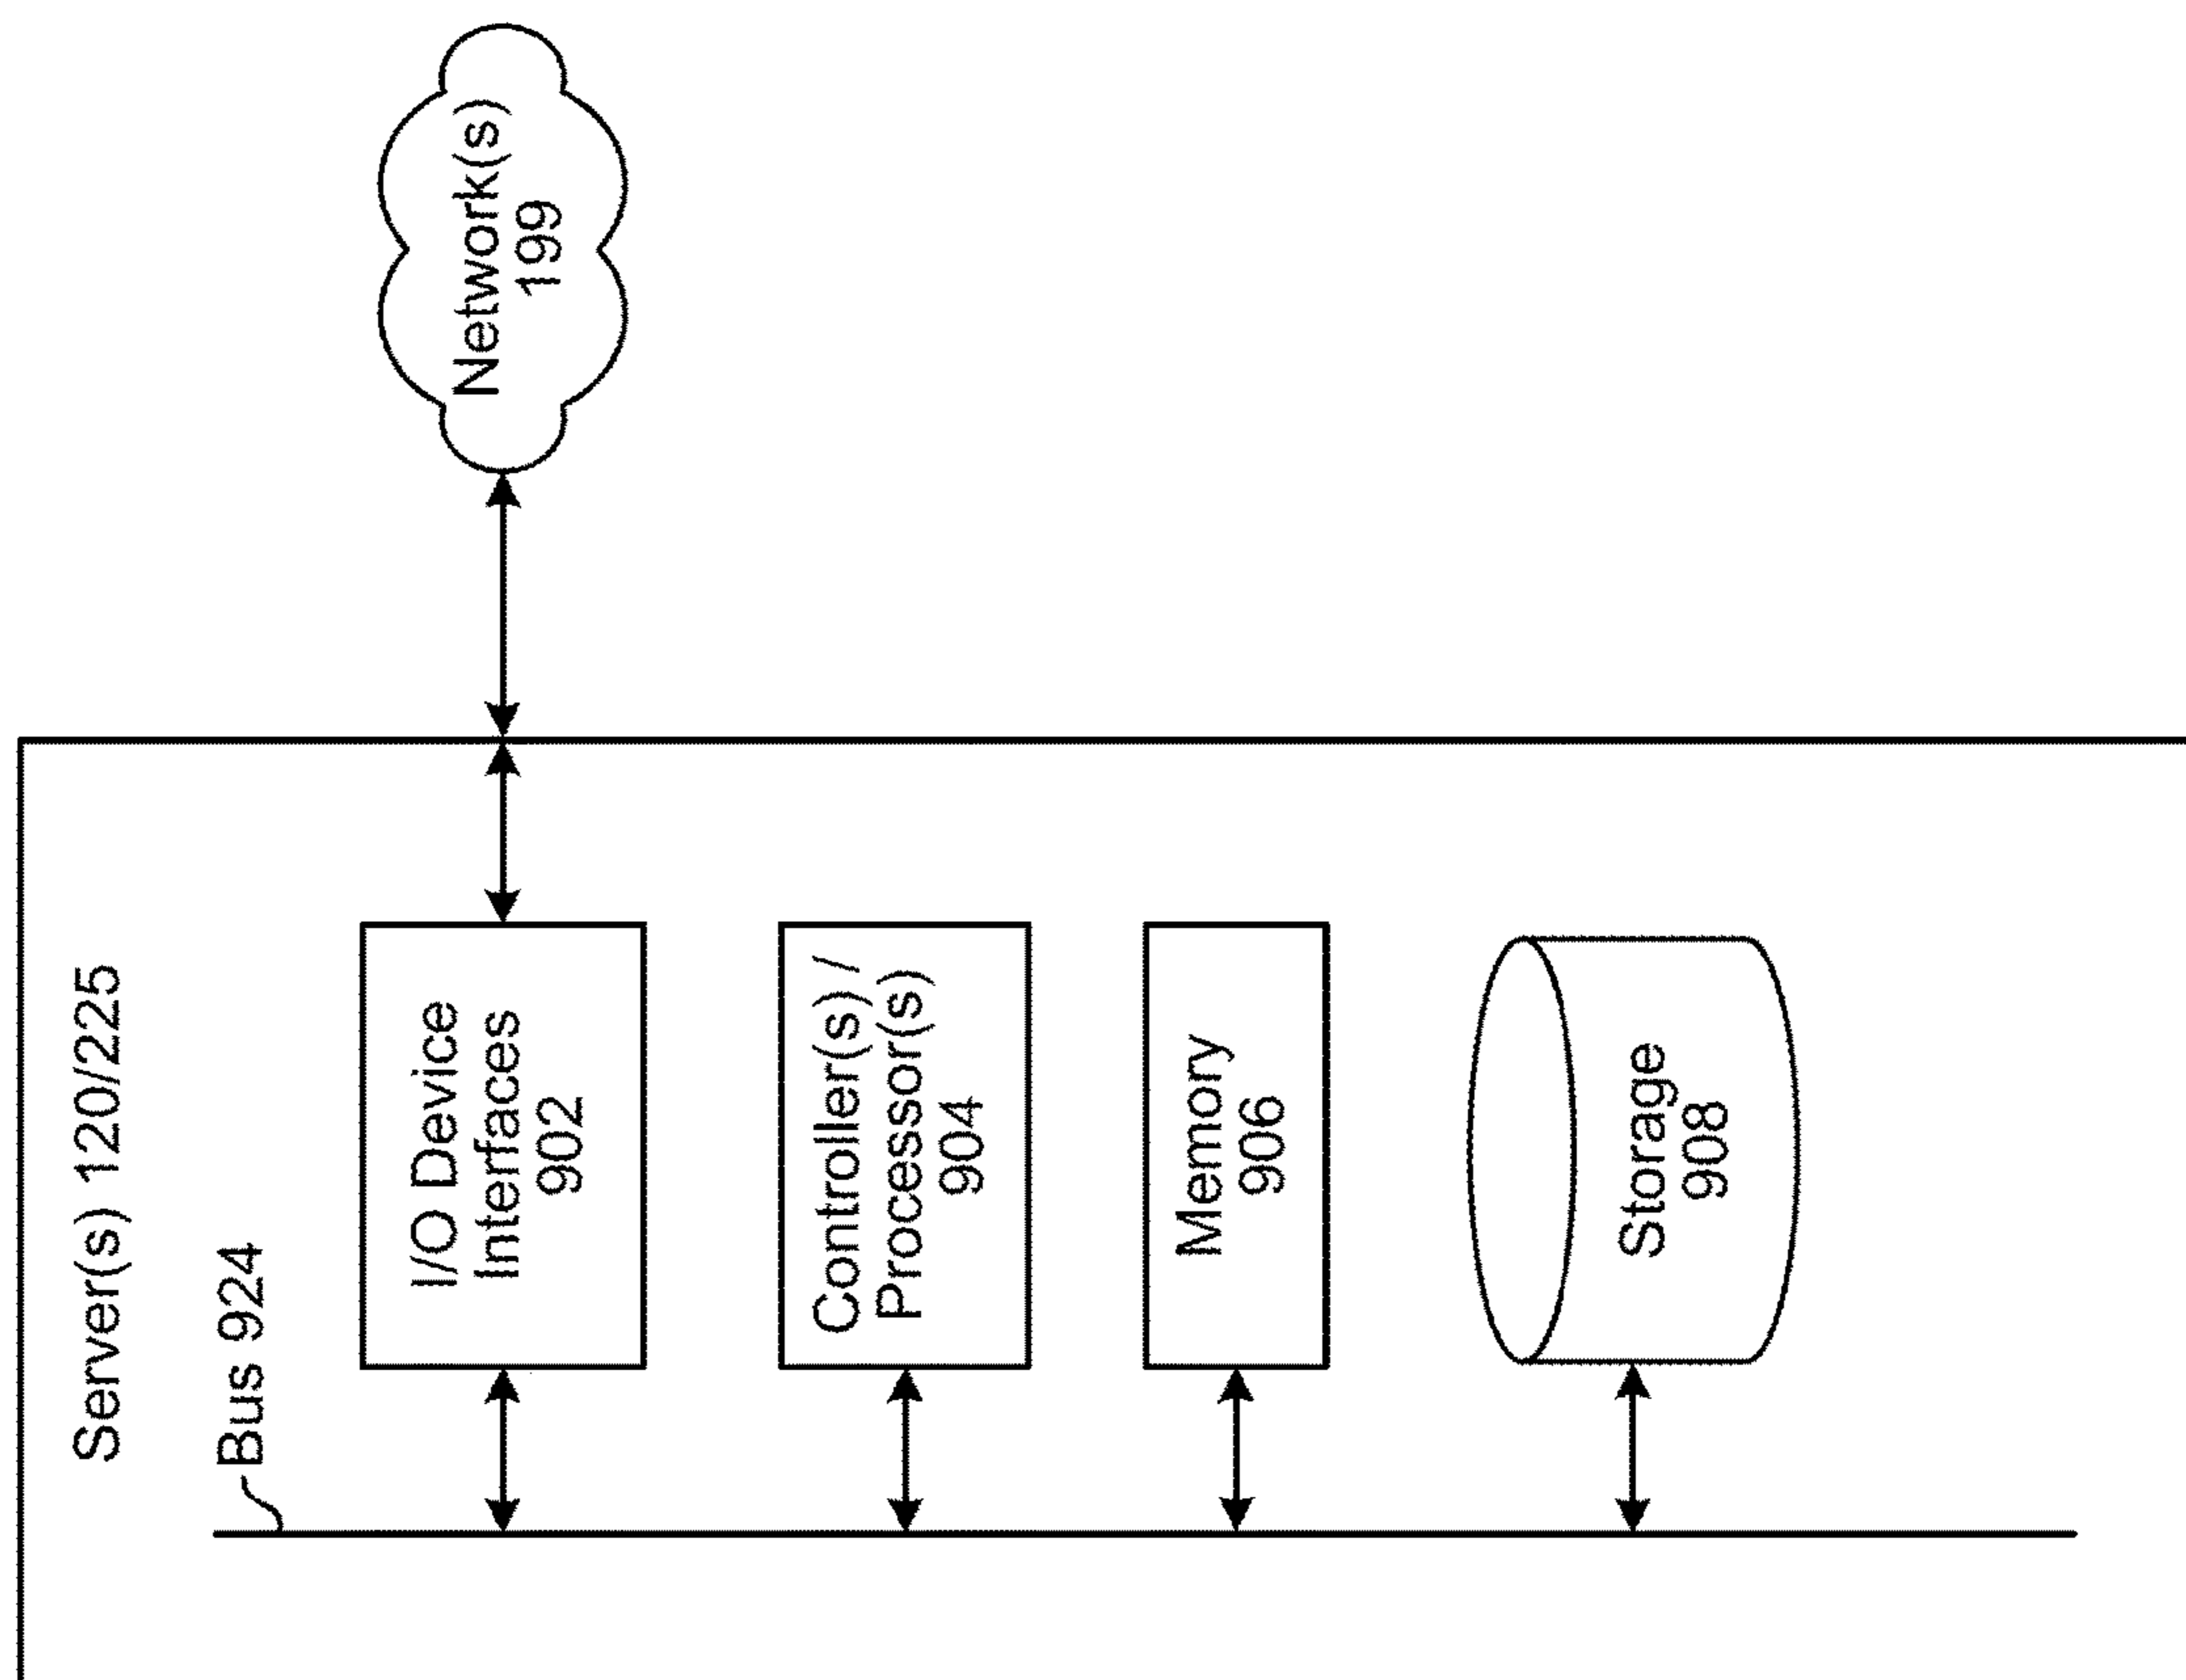 Server(s) 120/225
Bus 924
I/O Device
Interfaces
902
Network(s)
199
Controller(s) /
Processor(s)
904
Memory
906
Storage
908